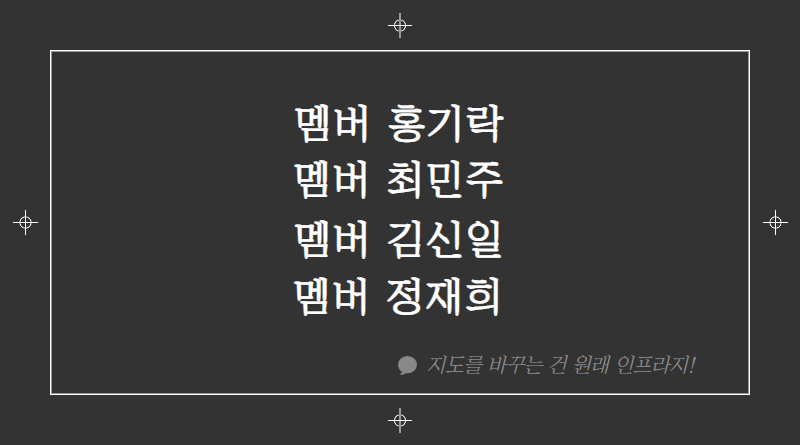 멤버 홍기락
멤버 최민주
멤버 김신일
멤버 정재희
지도를 바꾸는 건 원래 인프라지!